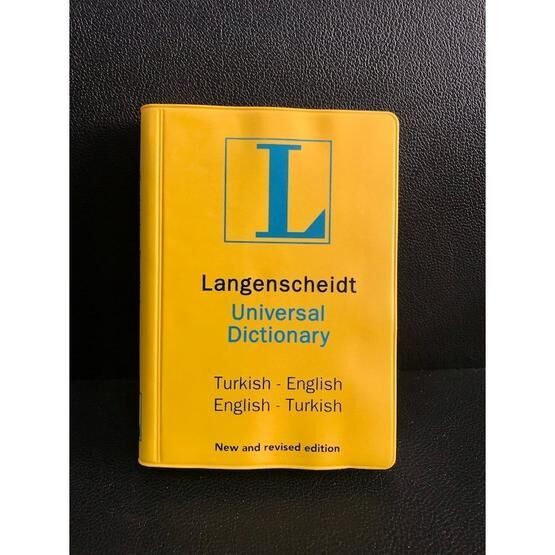 L
Langenscheidt
Universal
Dictionary
Turkish - English
English - Turkish
New and revised edition